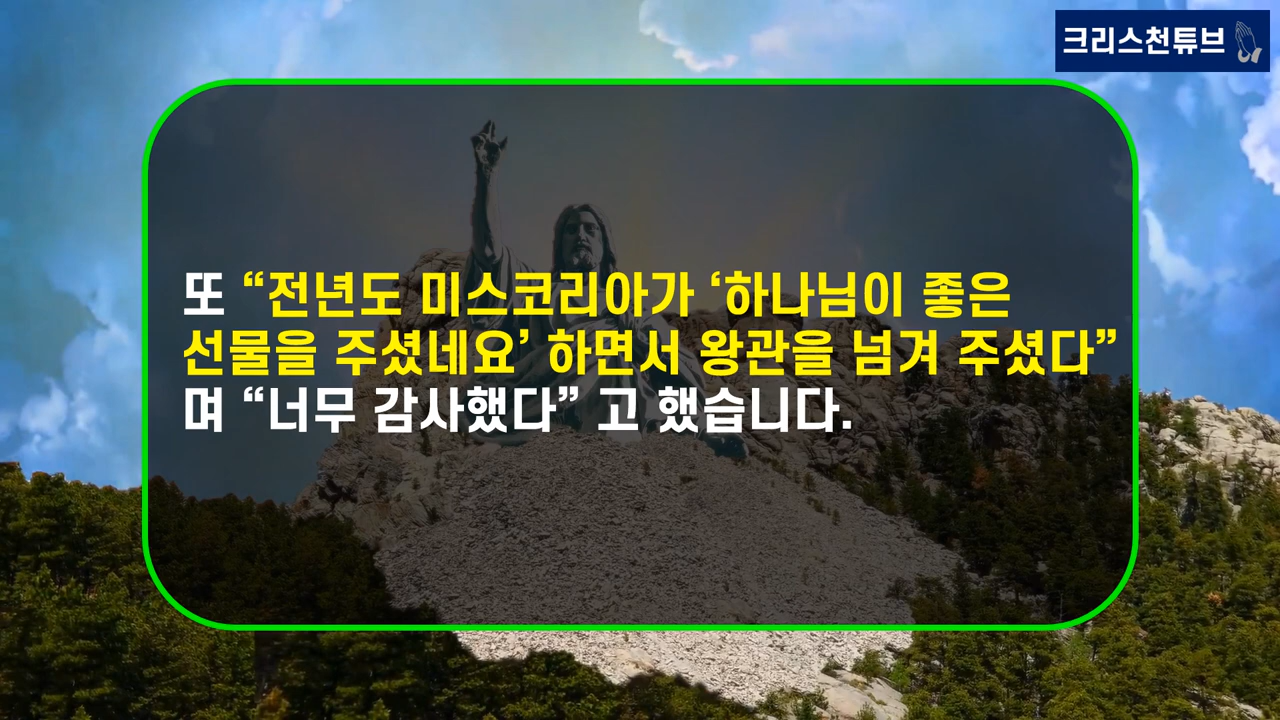 크리스천튜브
또 “전년도 미스코리아가 ‘하나님이 좋은
선물을 주셨네요’ 하면서 왕관을 넘겨 주셨다”
며 “너무 감사했다” 고 했습니다.